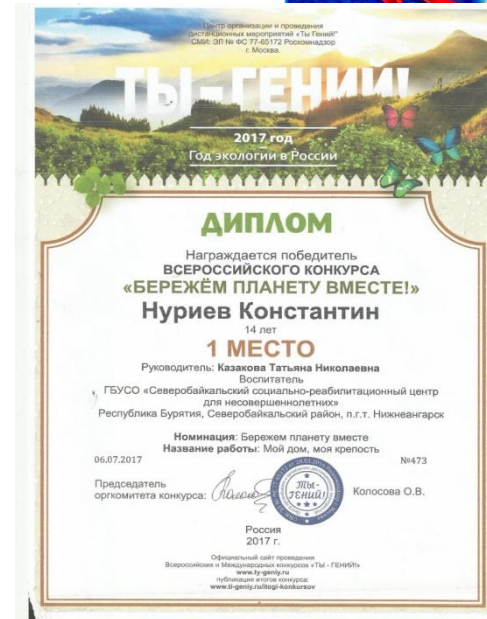 Центр организации и проведения
дистанционных мероприятий «Ты Гений!"
СМИ: ЭЛ № ФС 77-65172 Роскомнадзор
г. Москва.
ТЫ - ГЕНИЙ!
2017 год
Год экологии в России
ДИПЛОМ
Награждается победитель
ВСЕРОССИЙСКОГО КОНКУРСА
«БЕРЕЖЁМ ПЛАНЕТУ ВМЕСТЕ!»
Нуриев Константин
14 лет
1 МЕСТО
Руководитель: Казакова Татьяна Николаевна
Воспитатель
ГБУСО «Северобайкальский социально-реабилитационный центр
для несовершеннолетних»
Республика Бурятия, Северобайкальский район, п.г.т. Нижнеангарск
Номинация: Бережем планету вместе
Название работы: Мой дом, моя крепость
06.07.2017 №473
Председатель
оргкомитета конкурса: Колосова О.В.
ТЫ-
ГЕНИЙ!
Россия
2017 г.
Официальный сайт проведения
Всероссийских и Международных конкурсов «ТЫ - ГЕНИЙ!»
www.ty-geniy.ru
публикация итогов конкурса:
www.ti-geniy.ru/itogi-konkursov